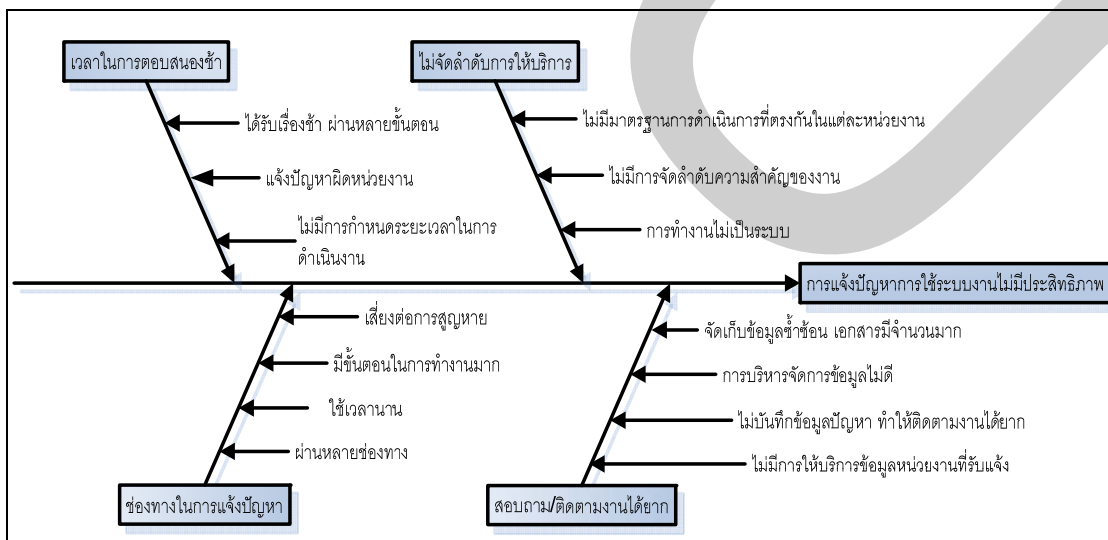 เวลาในการตอบสนองช้า
ได้รับเรื่องช้า ผ่านหลายขั้นตอน
แจ้งปัญหาผิดหน่วยงาน
ไม่มีการกำหนดระยะเวลาในการ
ดำเนินงาน
ไม่จัดลำดับการให้บริการ
ไม่มีมาตรฐานการดำเนินการที่ตรงกันในแต่ละหน่วยงาน
ไม่มีการจัดลำดับความสำคัญของงาน
การทำงานไม่เป็นระบบ
การแจ้งปัญหาการใช้ระบบงานไม่มีประสิทธิภาพ
เสี่ยงต่อการสูญหาย
มีขั้นตอนในการทำงานมาก
ใช้เวลานาน
ผ่านหลายช่องทาง
ช่องทางในการแจ้งปัญหา
จัดเก็บข้อมูลซ้ำซ้อน เอกสารมีจำนวนมาก
การบริหารจัดการข้อมูลไม่ดี
ไม่บันทึกข้อมูลปัญหา ทำให้ติดตามงานได้ยาก
ไม่มีการให้บริการข้อมูลหน่วยงานที่รับแจ้ง
สอบถาม/ติดตามงานได้ยาก